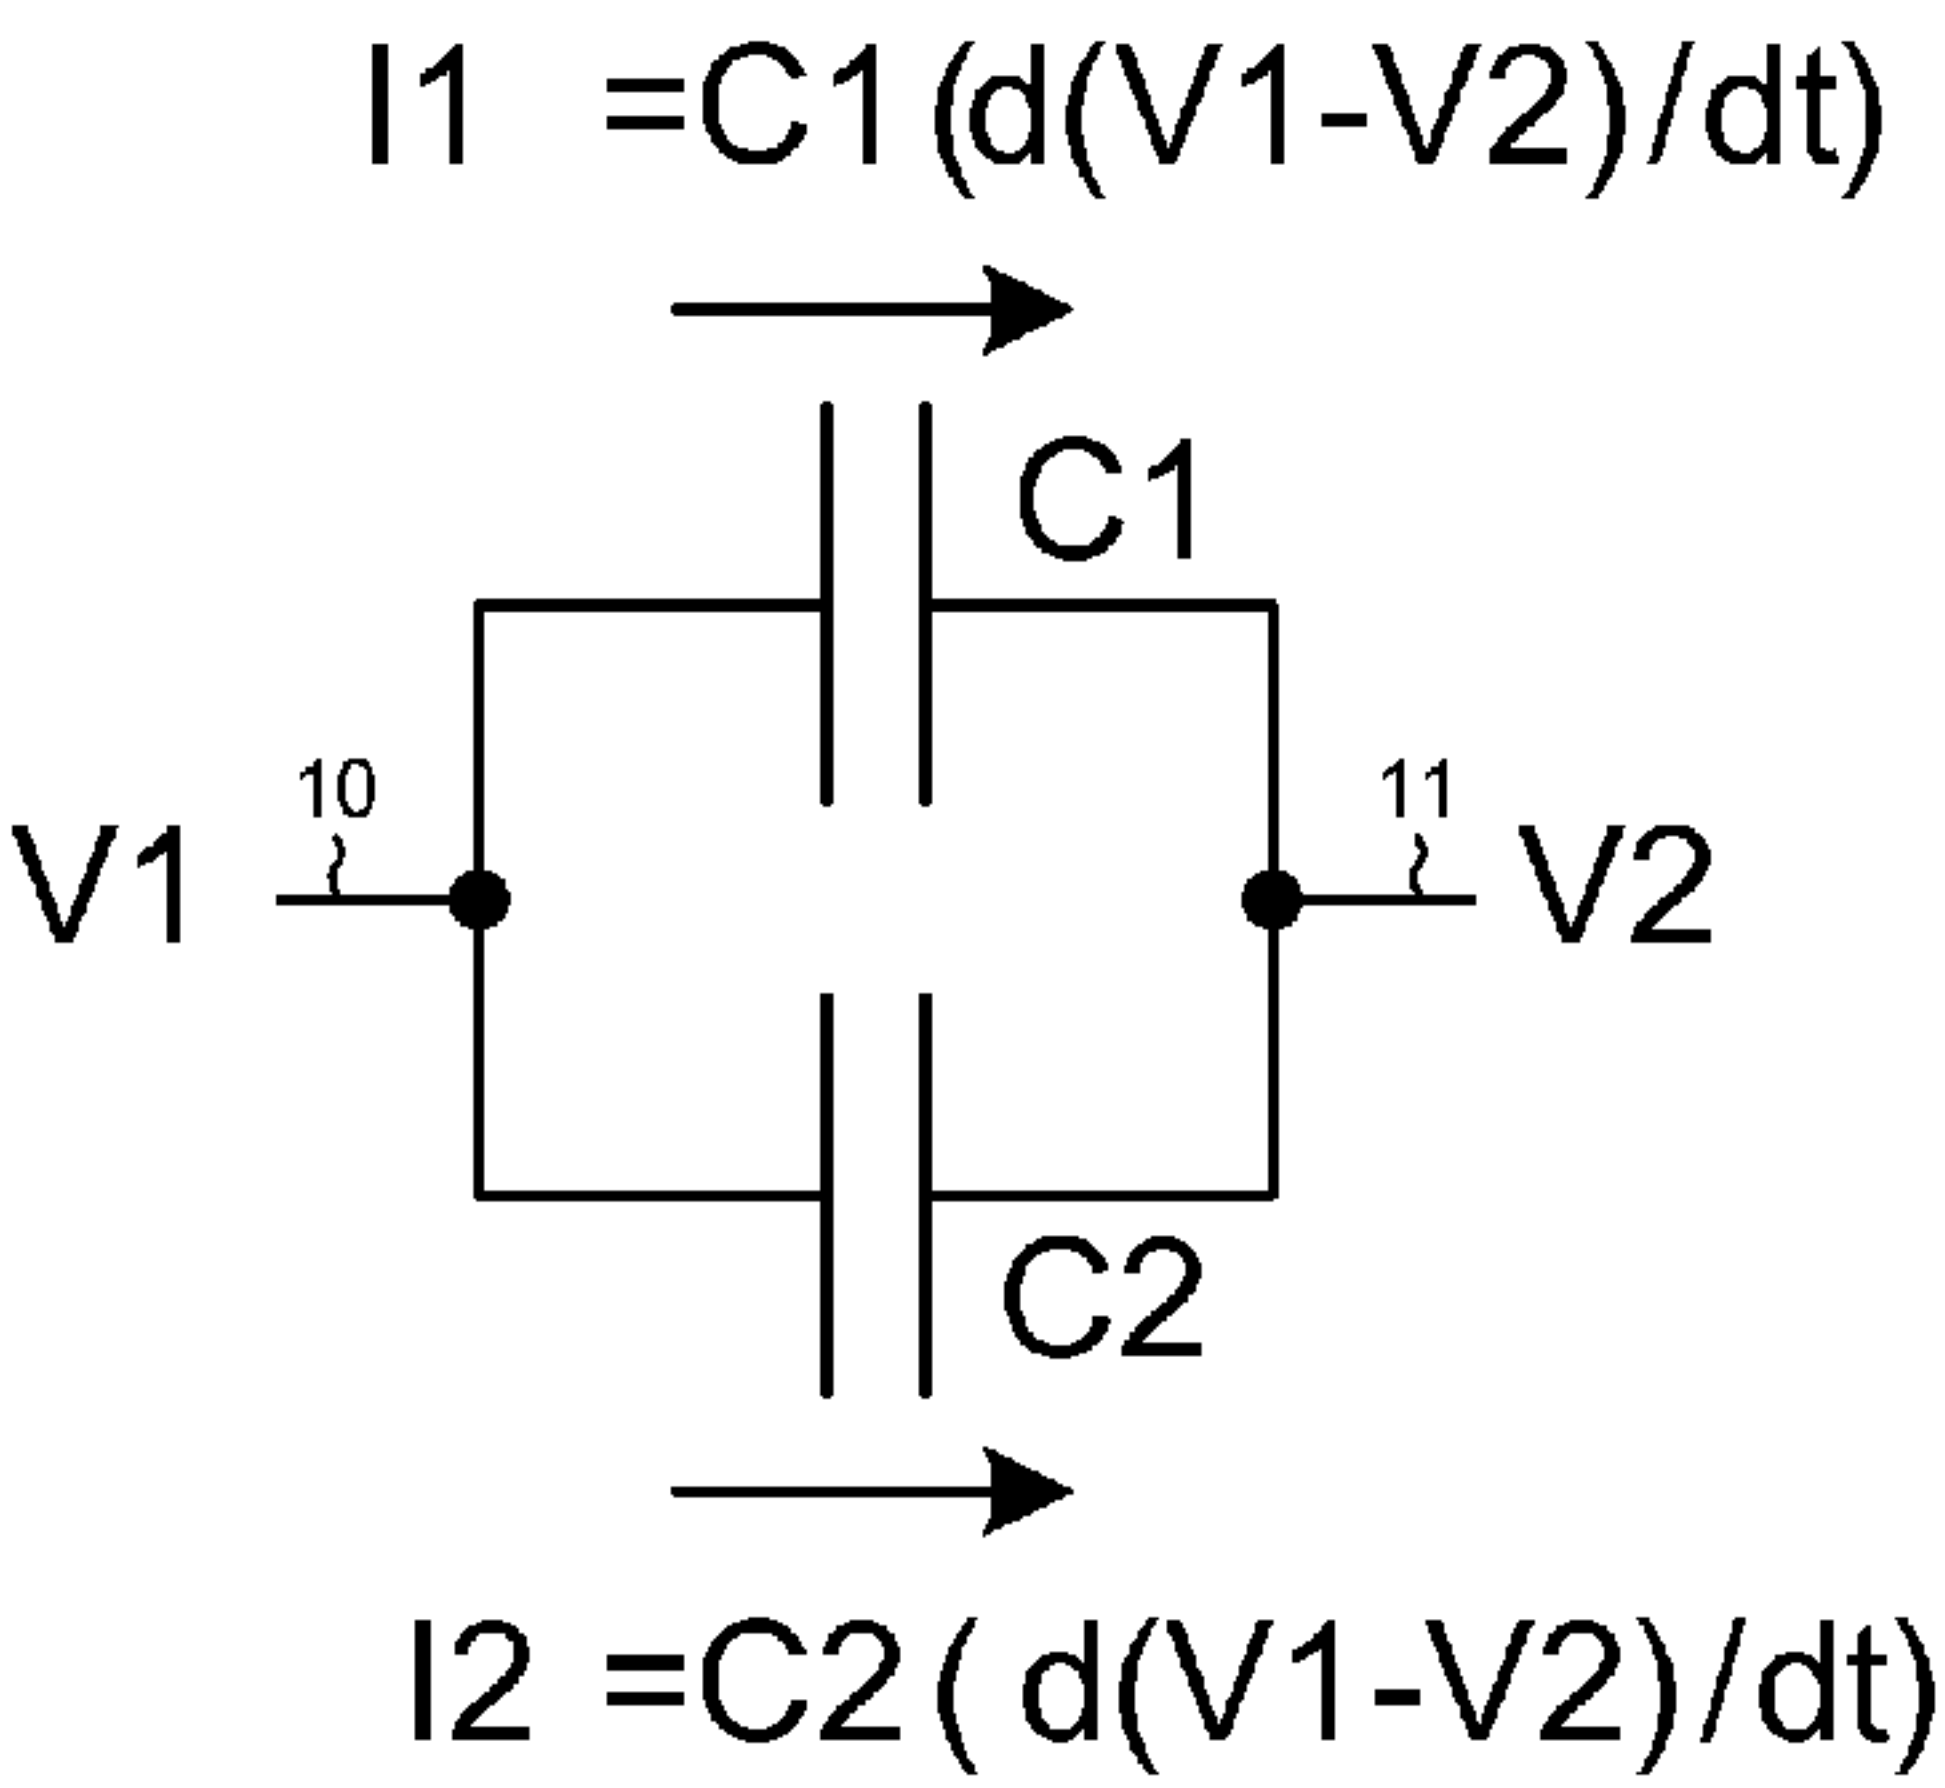 I1 =C1(d(V1-V2)/dt)
C1
10
11
V1
V2
C2
I2 =C2( d(V1-V2)/dt)